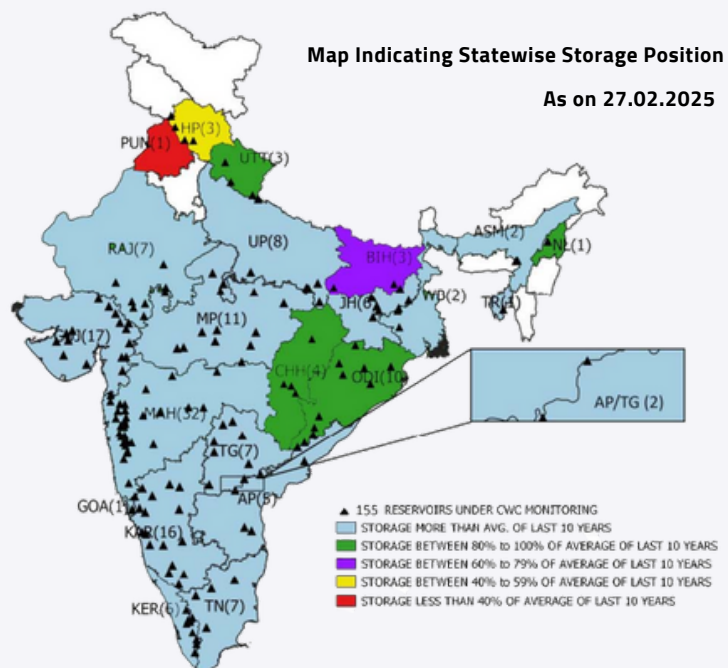 Map Indicating Statewise Storage Position
As on 27.02.2025
HP(3)
PUN(1)
UTT(3)
RAJ(7)
UP(8)
BIH(3)
ASM(2)
NL(1)
TR(1)
WB(2)
JH(6)
MP(11)
GUJ(17)
CHH(4)
ODI(10)
MAH(32)
TG(7)
AP/TG (2)
AP(5)
GOA(1)
KAR(16)
KER(6)
TN(7)
155 RESERVOIRS UNDER CWC MONITORING
STORAGE MORE THAN AVG. OF LAST 10 YEARS
STORAGE BETWEEN 80% to 100% OF AVERAGE OF LAST 10 YEARS
STORAGE BETWEEN 60% to 79% OF AVERAGE OF LAST 10 YEARS
STORAGE BETWEEN 40% to 59% OF AVERAGE OF LAST 10 YEARS
STORAGE LESS THAN 40% OF AVERAGE OF LAST 10 YEARS